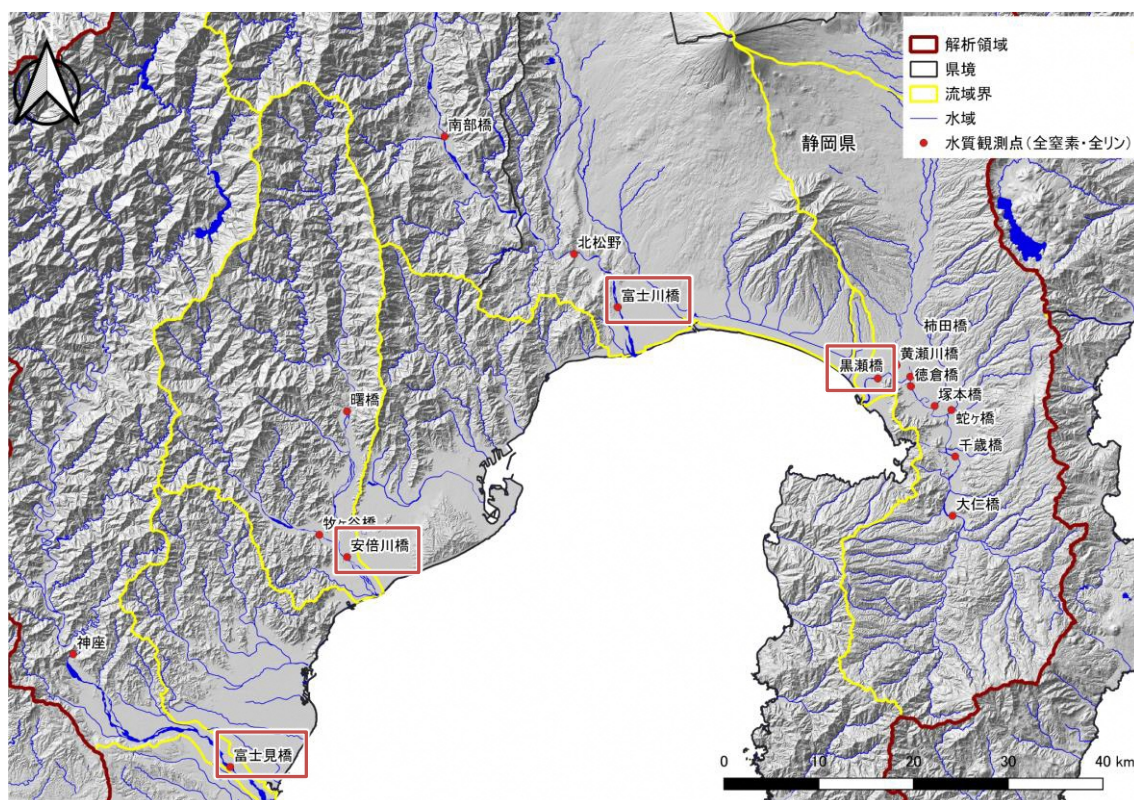 解析領域
県境
流域界
水域
水質観測点(全窒素・全リン)
静岡県
南部橋
北松野
富士川橋
柿田橋
黄瀬川橋
黒瀬橋
徳倉橋
塚本橋
蛇ヶ橋
千歳橋
大仁橋
曙橋
牧ヶ谷橋
安倍川橋
神座
富士見橋
0 10 20 30 40 km